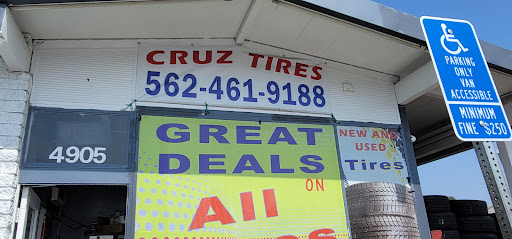 CRUZ TIRES
562-461-9188
4905
GREAT
DEALS
ON
All
NEW AND
USED
Tires
PARKING
ONLY
VAN
ACCESSIBLE
MINIMUM
FINE $250